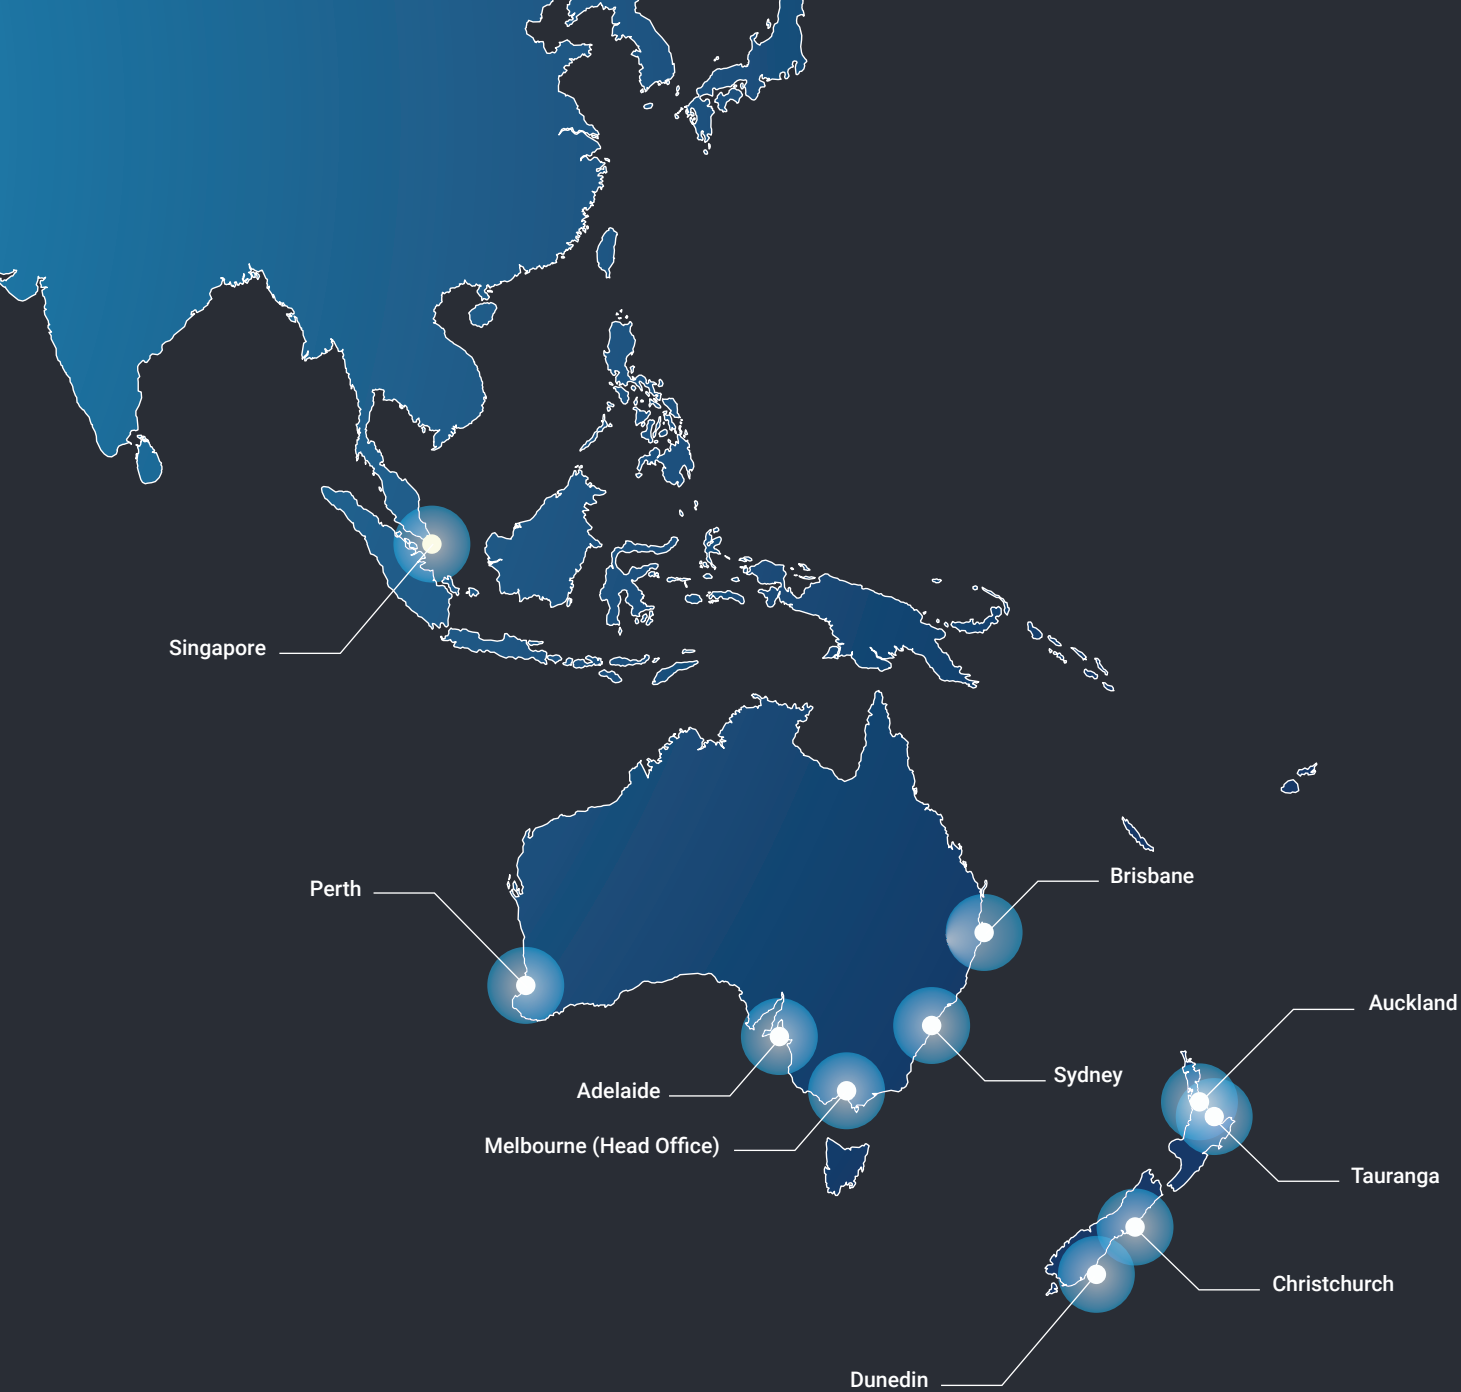 Singapore
Perth
Brisbane
Auckland
Sydney
Adelaide
Melbourne (Head Office)
Tauranga
Christchurch
Dunedin